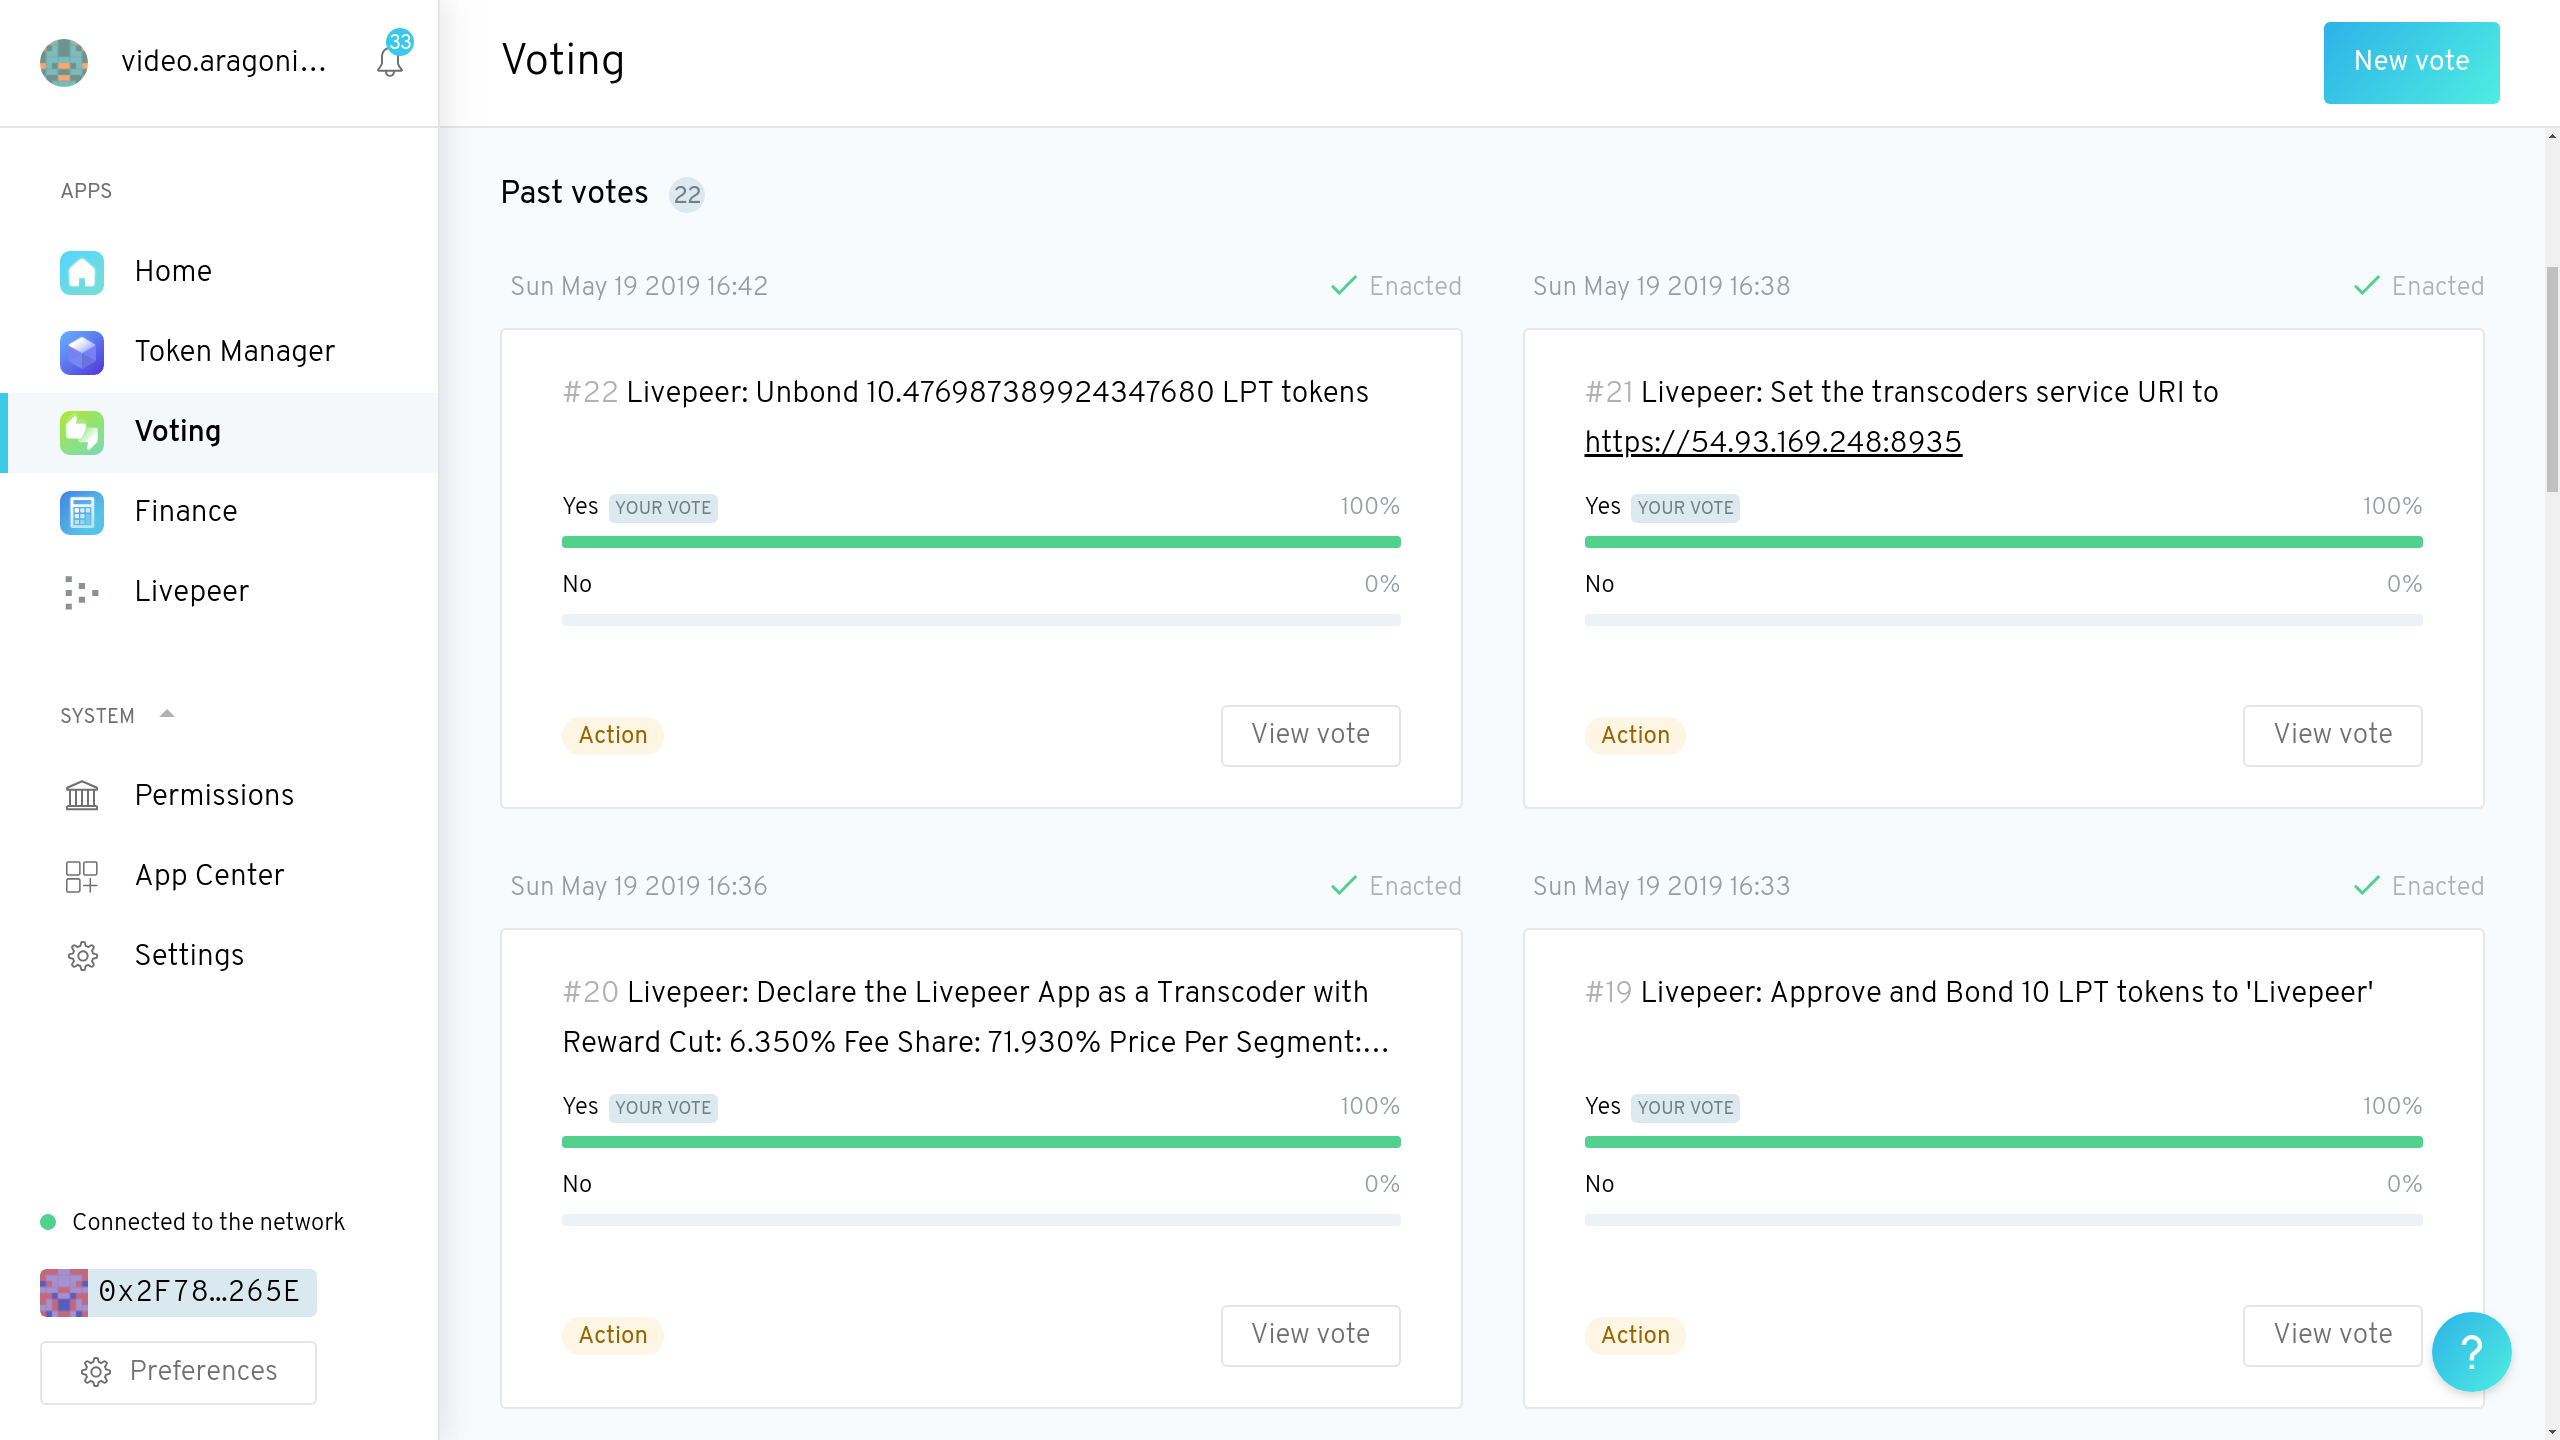 video.aragoni...
33
APPS
Home
Token Manager
Voting
Finance
Livepeer
SYSTEM
Permissions
App Center
Settings
Connected to the network
0x2F78…265E
Preferences
Voting
New vote
Past votes 22
Sun May 19 2019 16:42
Enacted
#22 Livepeer: Unbond 10.476987389924347680 LPT tokens
Yes YOUR VOTE 100%
No 0%
Action
View vote
Sun May 19 2019 16:38
Enacted
#21 Livepeer: Set the transcoders service URI to
https://54.93.169.248:8935
Yes YOUR VOTE 100%
No 0%
Action
View vote
Sun May 19 2019 16:36
Enacted
#20 Livepeer: Declare the Livepeer App as a Transcoder with
Reward Cut: 6.350% Fee Share: 71.930% Price Per Segment:...
Yes YOUR VOTE 100%
No 0%
Action
View vote
Sun May 19 2019 16:33
Enacted
#19 Livepeer: Approve and Bond 10 LPT tokens to 'Livepeer'
Yes YOUR VOTE 100%
No 0%
Action
View vote
?